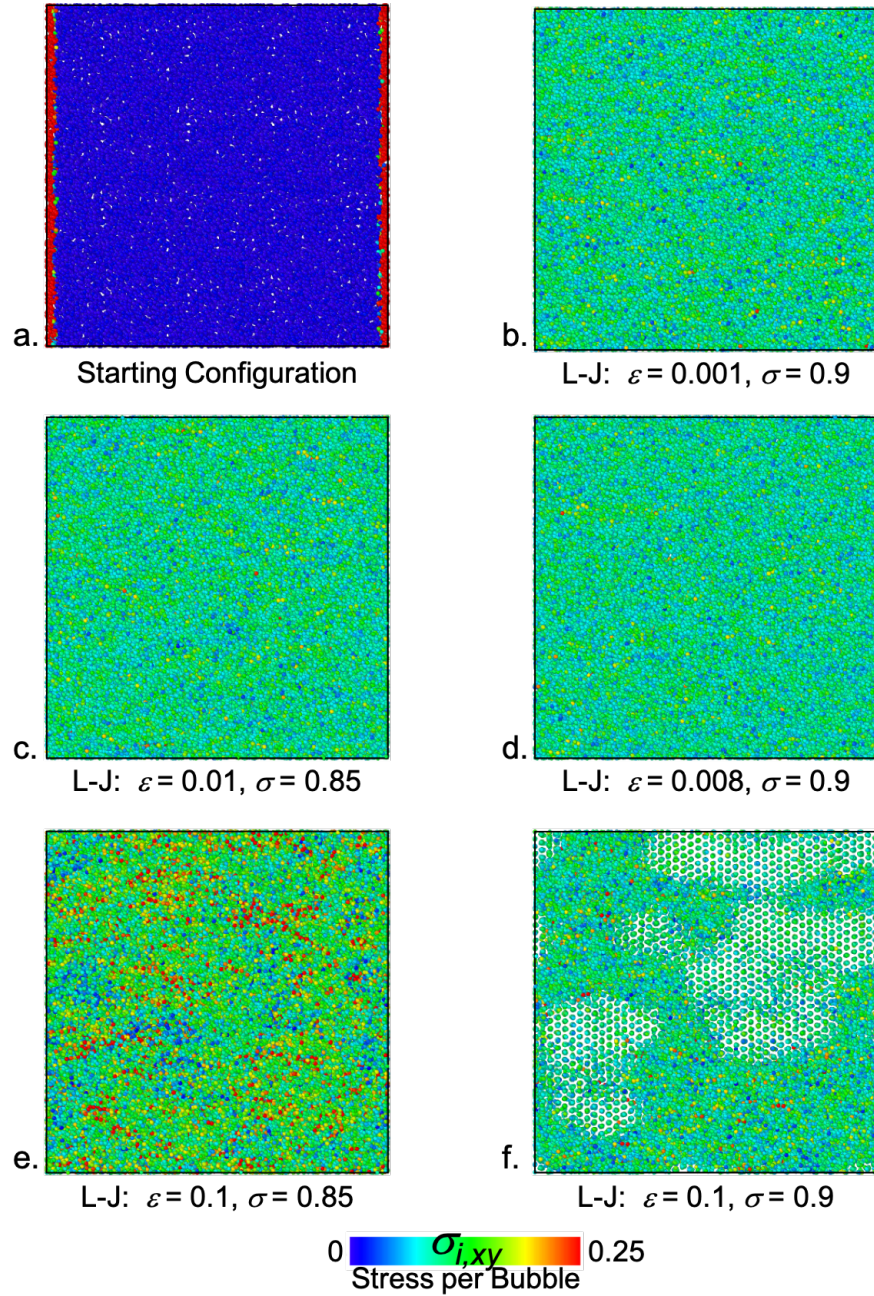 a.
Starting Configuration
b.
L-J: ε = 0.001, σ = 0.9
c.
L-J: ε = 0.01, σ = 0.85
d.
L-J: ε = 0.008, σ = 0.9
e.
L-J: ε = 0.1, σ = 0.85
f.
L-J: ε = 0.1, σ = 0.9
0 σi,xy 0.25
Stress per Bubble